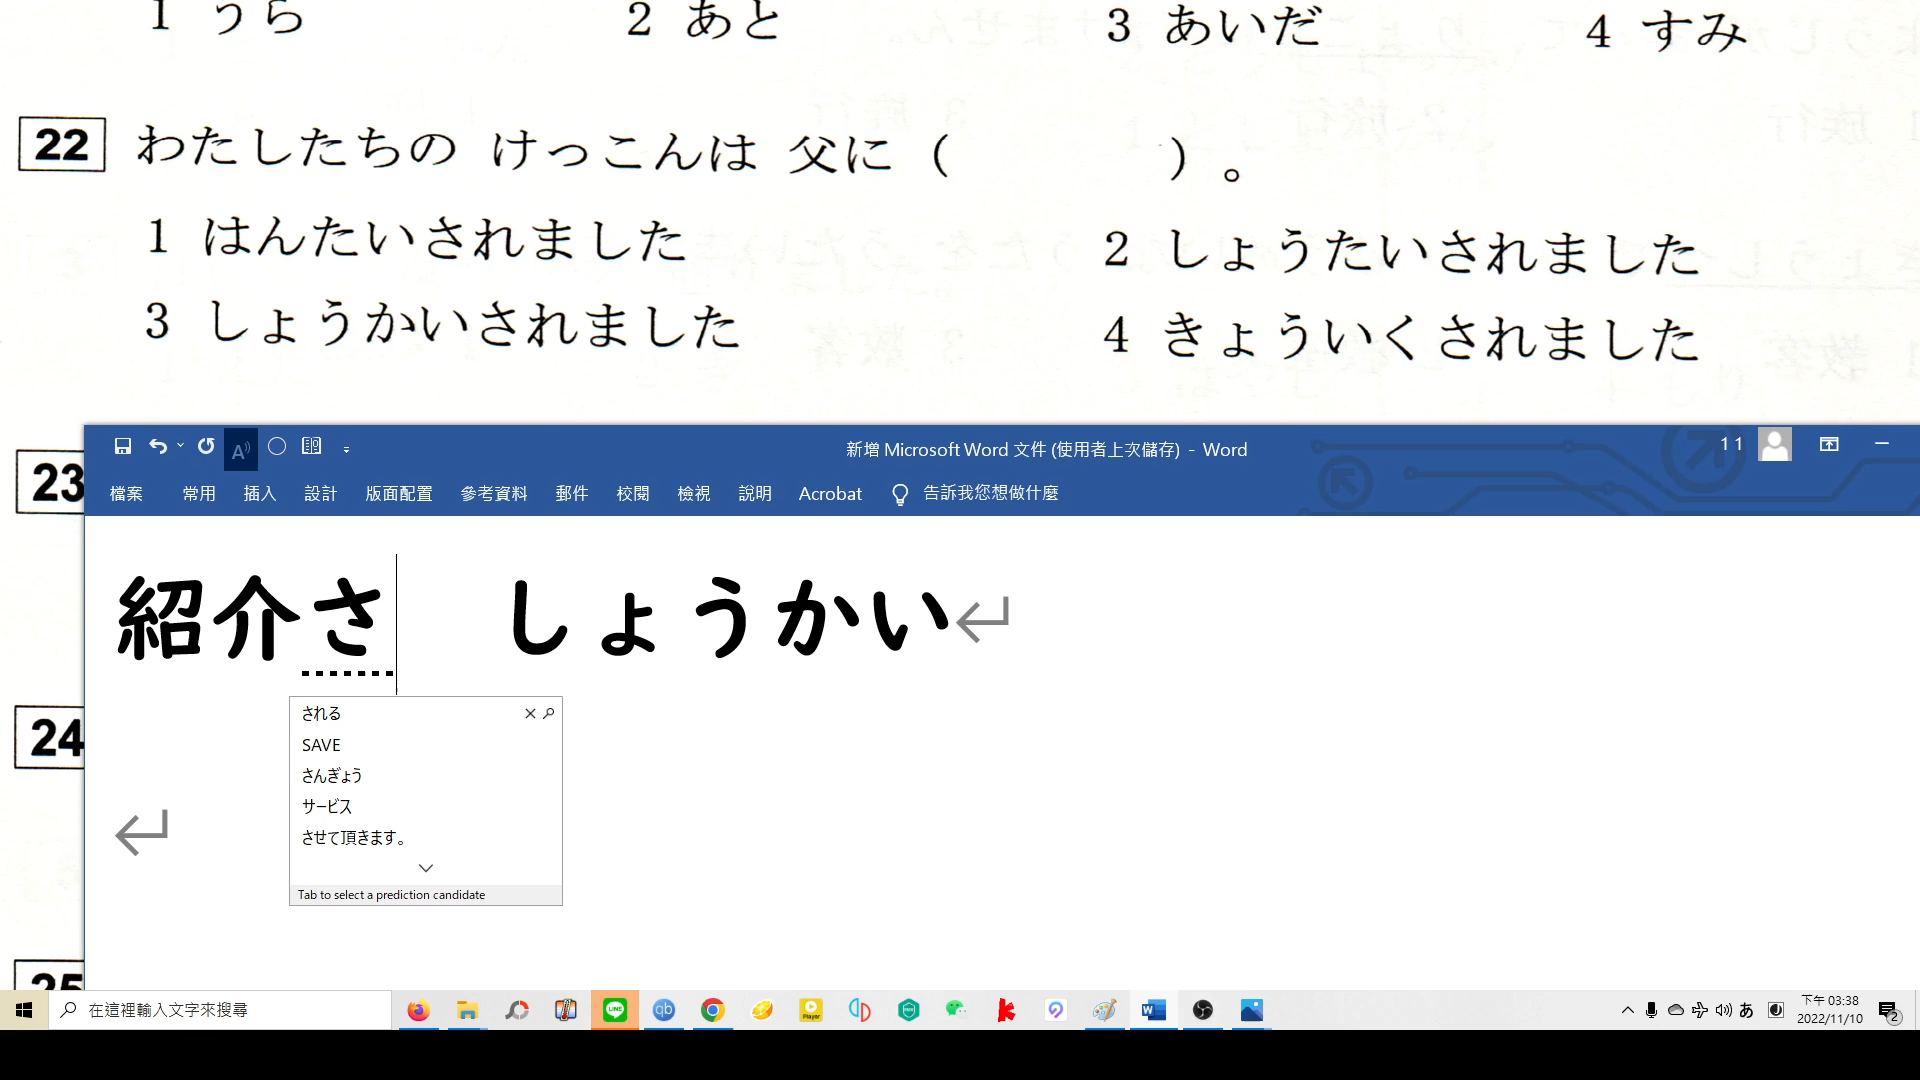 1 うら 2 あと 3 あいだ 4 すみ
22 わたしたちの けっこんは 父に ( ) 。
1 はんたいされました 2 しょうたいされました
3 しょうかいされました 4 きょういくされました
23
新增 Microsoft Word 文件 (使用者上次儲存) - Word 1 1
檔案 常用 插入 設計 版面配置 參考資料 郵件 校閱 檢視 說明 Acrobat 告訴我您想做什麼
紹介さ しょうかい
される
SAVE
さんぎょう
サービス
させて頂きます。
Tab to select a prediction candidate
24
25
在這裡輸入文字來搜尋
あ
下午 03:38
2022/11/10
2